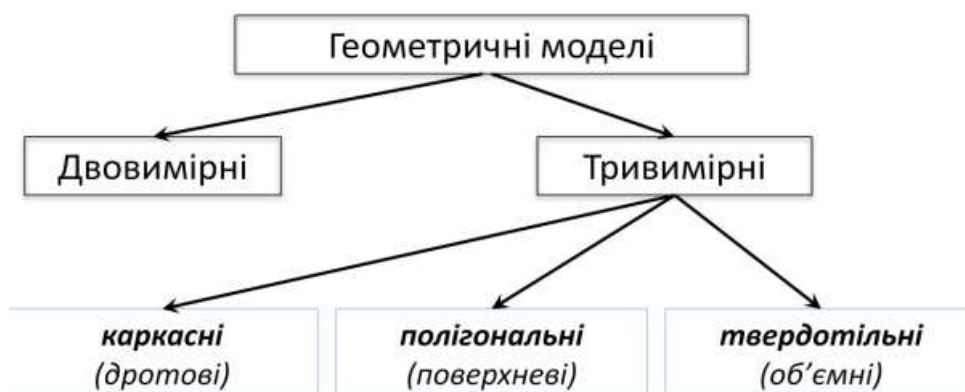 Геометричні моделі
Двовимірні
Тривимірні
каркасні
(дротові)
полігональні
(поверхневі)
твердотільні
(об’ємні)